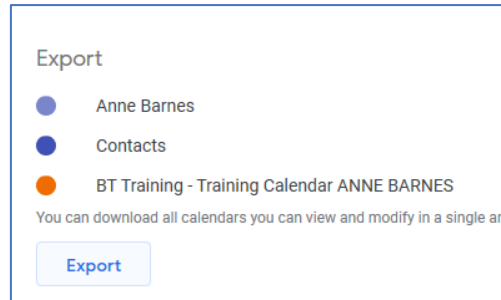 Export
Anne Barnes
Contacts
BT Training - Training Calendar ANNE BARNES
You can download all calendars you can view and modify in a single
Export